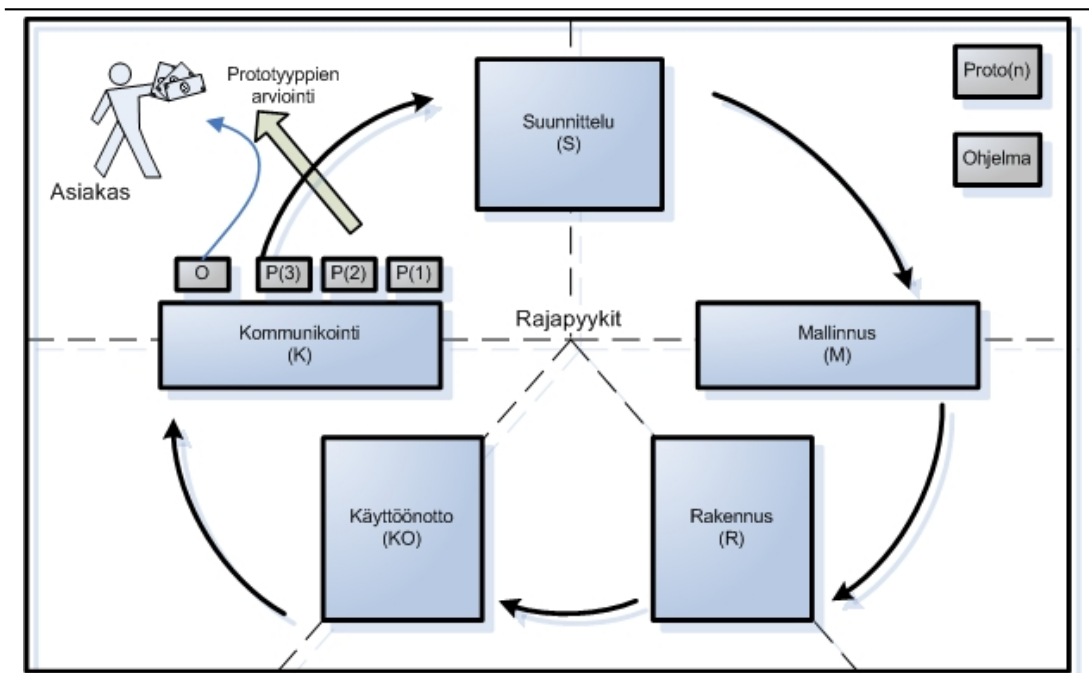 Prototyyppien
arviointi
Asiakas
Suunnittelu
(S)
Proto(n)
Ohjelma
O
P(3)
P(2)
P(1)
Kommunikointi
(K)
Rajapyykit
Mallinnus
(M)
Käyttöönotto
(KO)
Rakennus
(R)